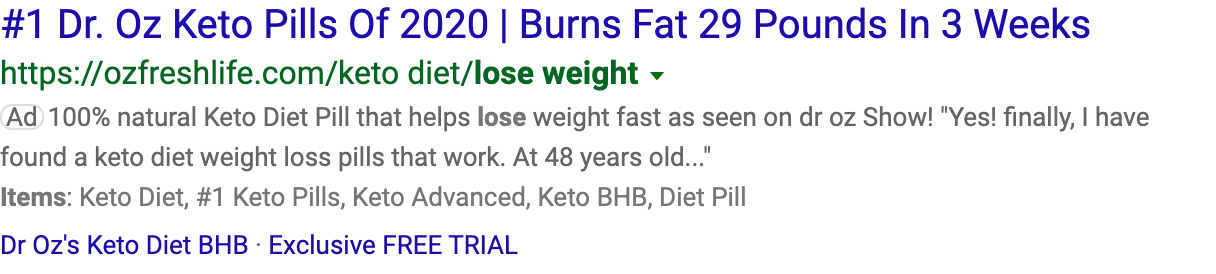 #1 Dr. Oz Keto Pills Of 2020 | Burns Fat 29 Pounds In 3 Weeks
https://ozfreshlife.com/keto diet/lose weight
Ad 100% natural Keto Diet Pill that helps lose weight fast as seen on dr oz Show! "Yes! finally, I have
found a keto diet weight loss pills that work. At 48 years old..."
Items: Keto Diet, #1 Keto Pills, Keto Advanced, Keto BHB, Diet Pill
Dr Oz's Keto Diet BHB · Exclusive FREE TRIAL